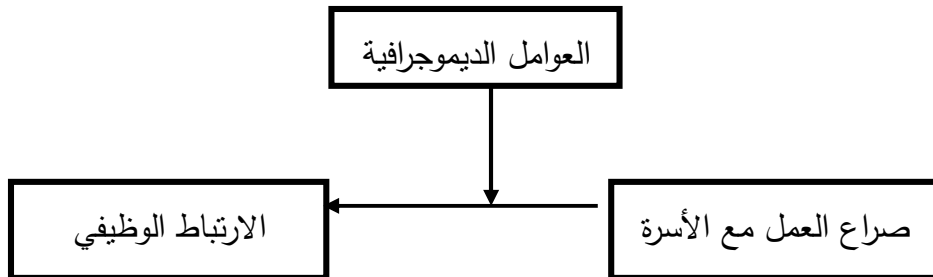 العوامل الديموجرافية
صراع العمل مع الأسرة
الارتباط الوظيفي